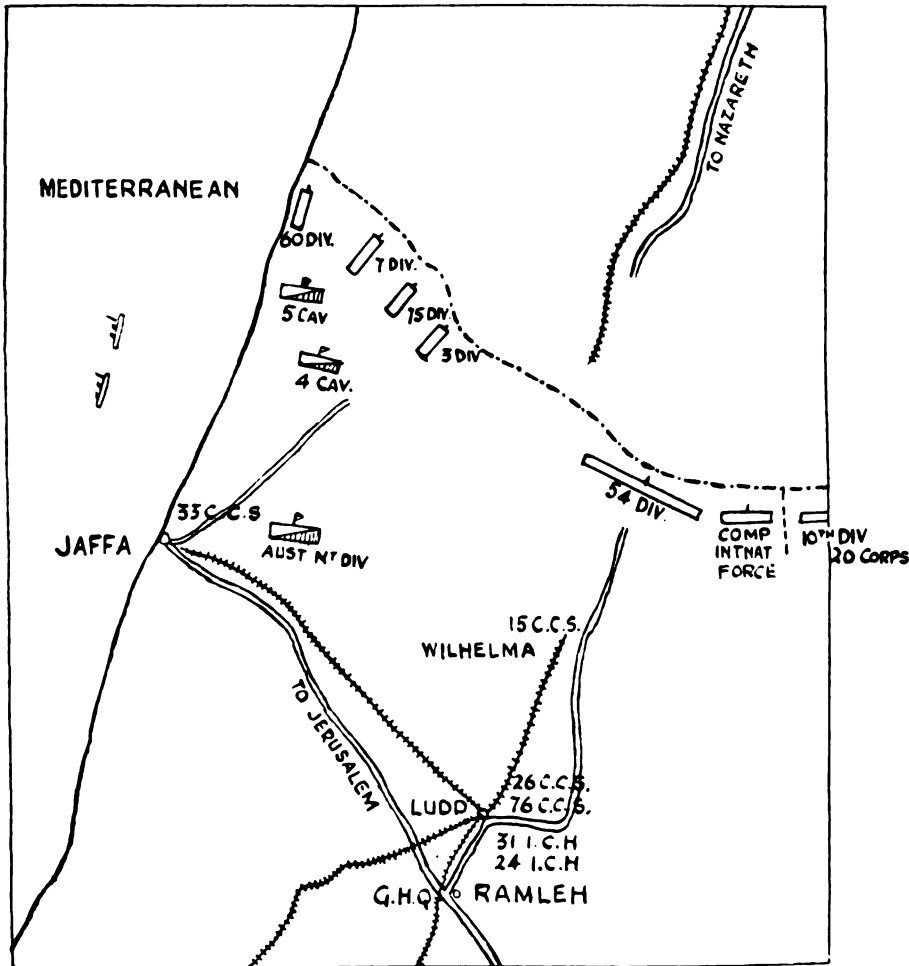 TO NAZARETH
MEDITERRANEAN
60 DIV.
7 DIV.
75 DIV.
3 DIV
5 CAV
4 CAV.
54 DIV.
33 C.C.S
JAFFA
AUST Mᵀ DIV
COMP
INTNAT
FORCE
10ᵀᴴ DIV
20 CORPS
15 C.C.S.
WILHELMA
TO JERUSALEM
26 C.C.S.
LUDD
76 C.C.S.
31 I.C.H
24 I.C.H
G.H.Q
RAMLEH